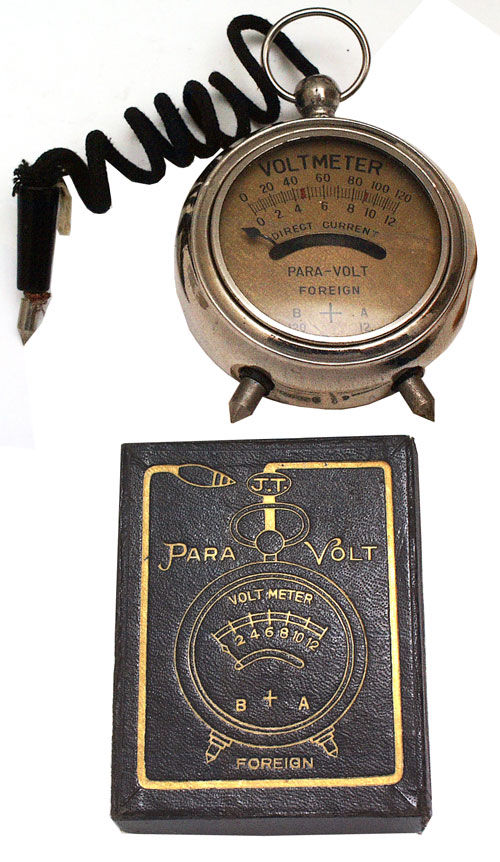 VOLTMETER
0 20 40 60 80 100 120
0 2 4 6 8 10 12
DIRECT CURRENT
PARA-VOLT
FOREIGN
B + A
120 12
J.T.
PARA VOLT
VOLT METER
2 4 6 8 10 12
B + A
FOREIGN